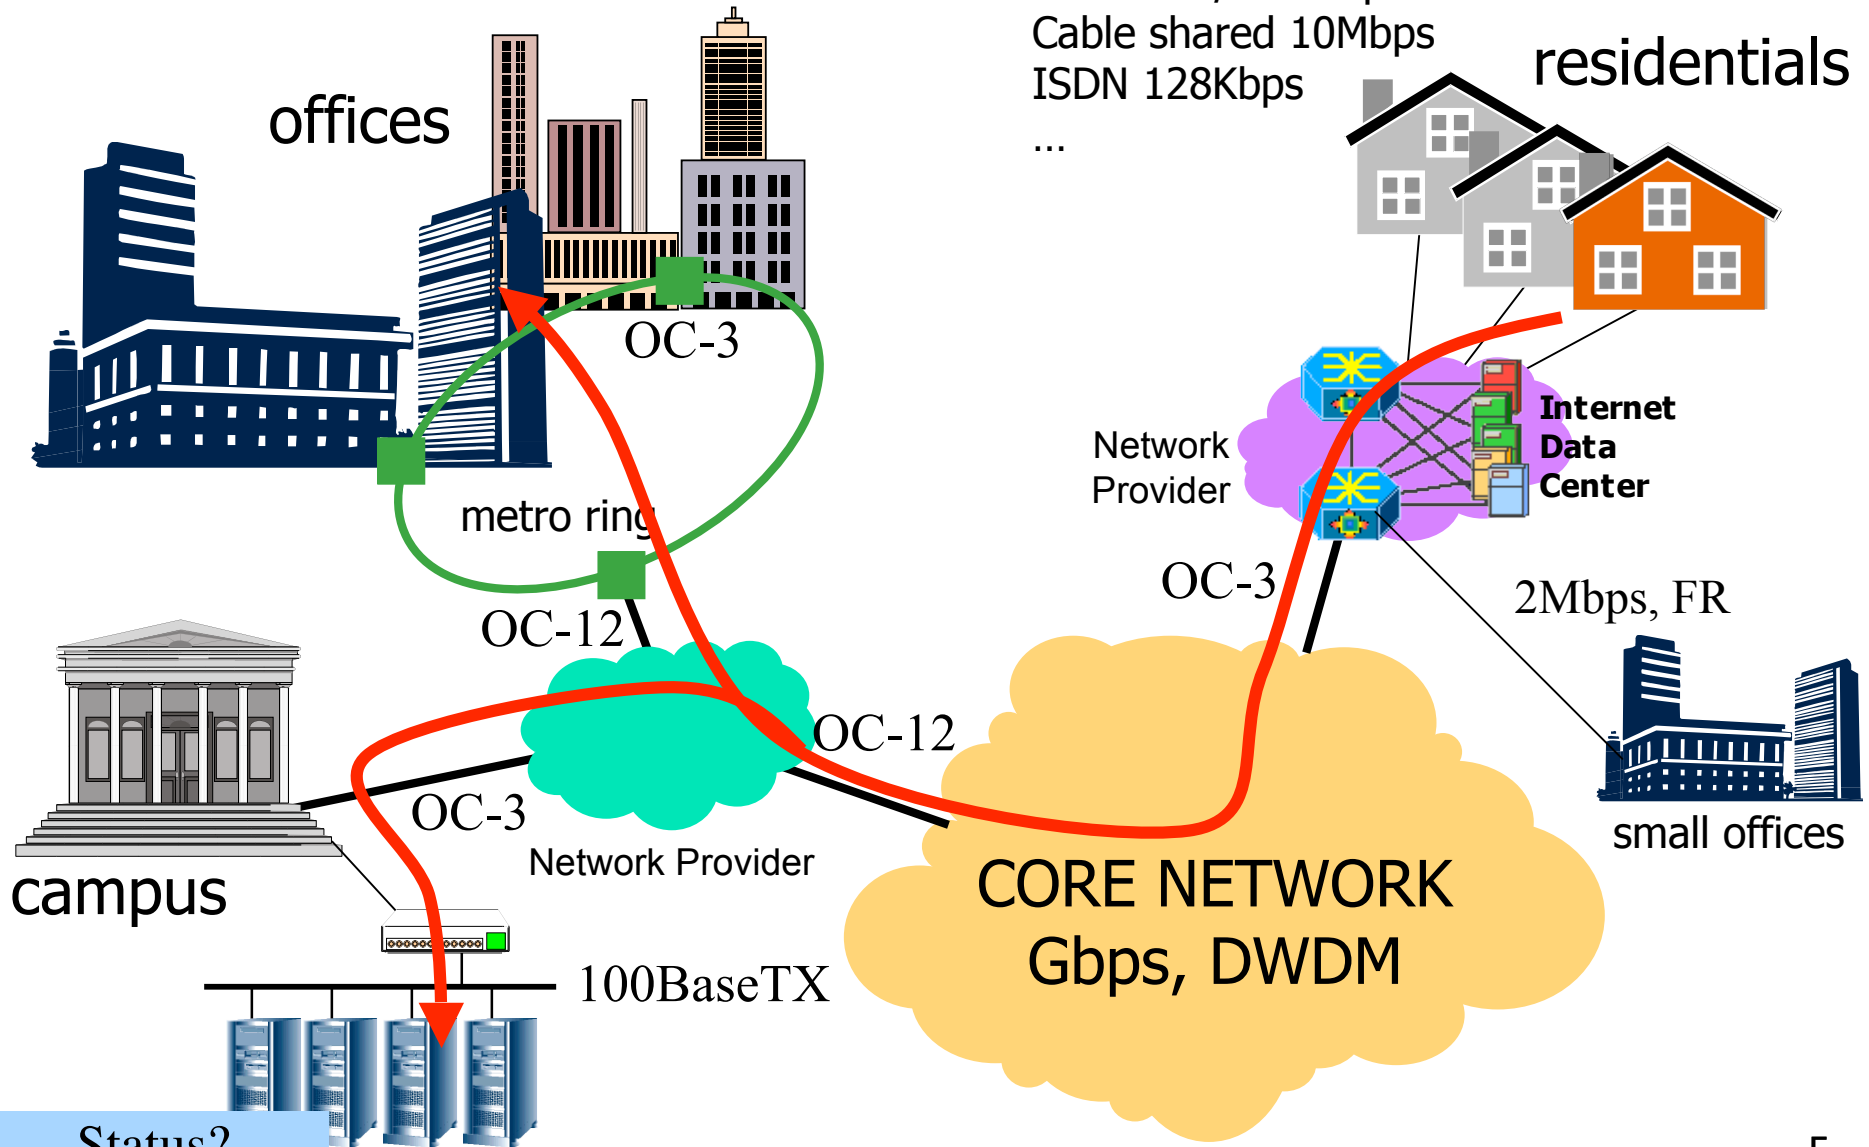 Cable shared 10Mbps
ISDN 128Kbps
...
residentials
offices
OC-3
Internet
Data
Center
Network
Provider
metro ring
OC-3
2Mbps, FR
OC-12
OC-12
OC-3
small offices
Network Provider
campus
CORE NETWORK
Gbps, DWDM
100BaseTX
Status?